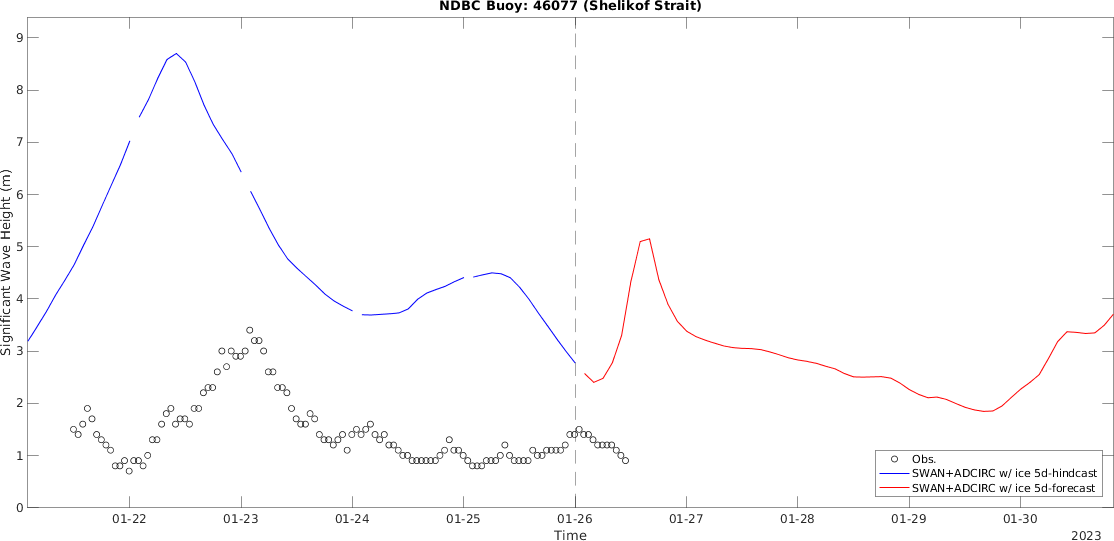 NDBC Buoy: 46077 (Shelikof Strait)
Significant Wave Height (m)
9
8
7
6
5
4
3
2
1
0
01-22 01-23 01-24 01-25 01-26 01-27 01-28 01-29 01-30
Time
2023
Obs.
SWAN+ADCIRC w/ ice 5d-hindcast
SWAN+ADCIRC w/ ice 5d-forecast